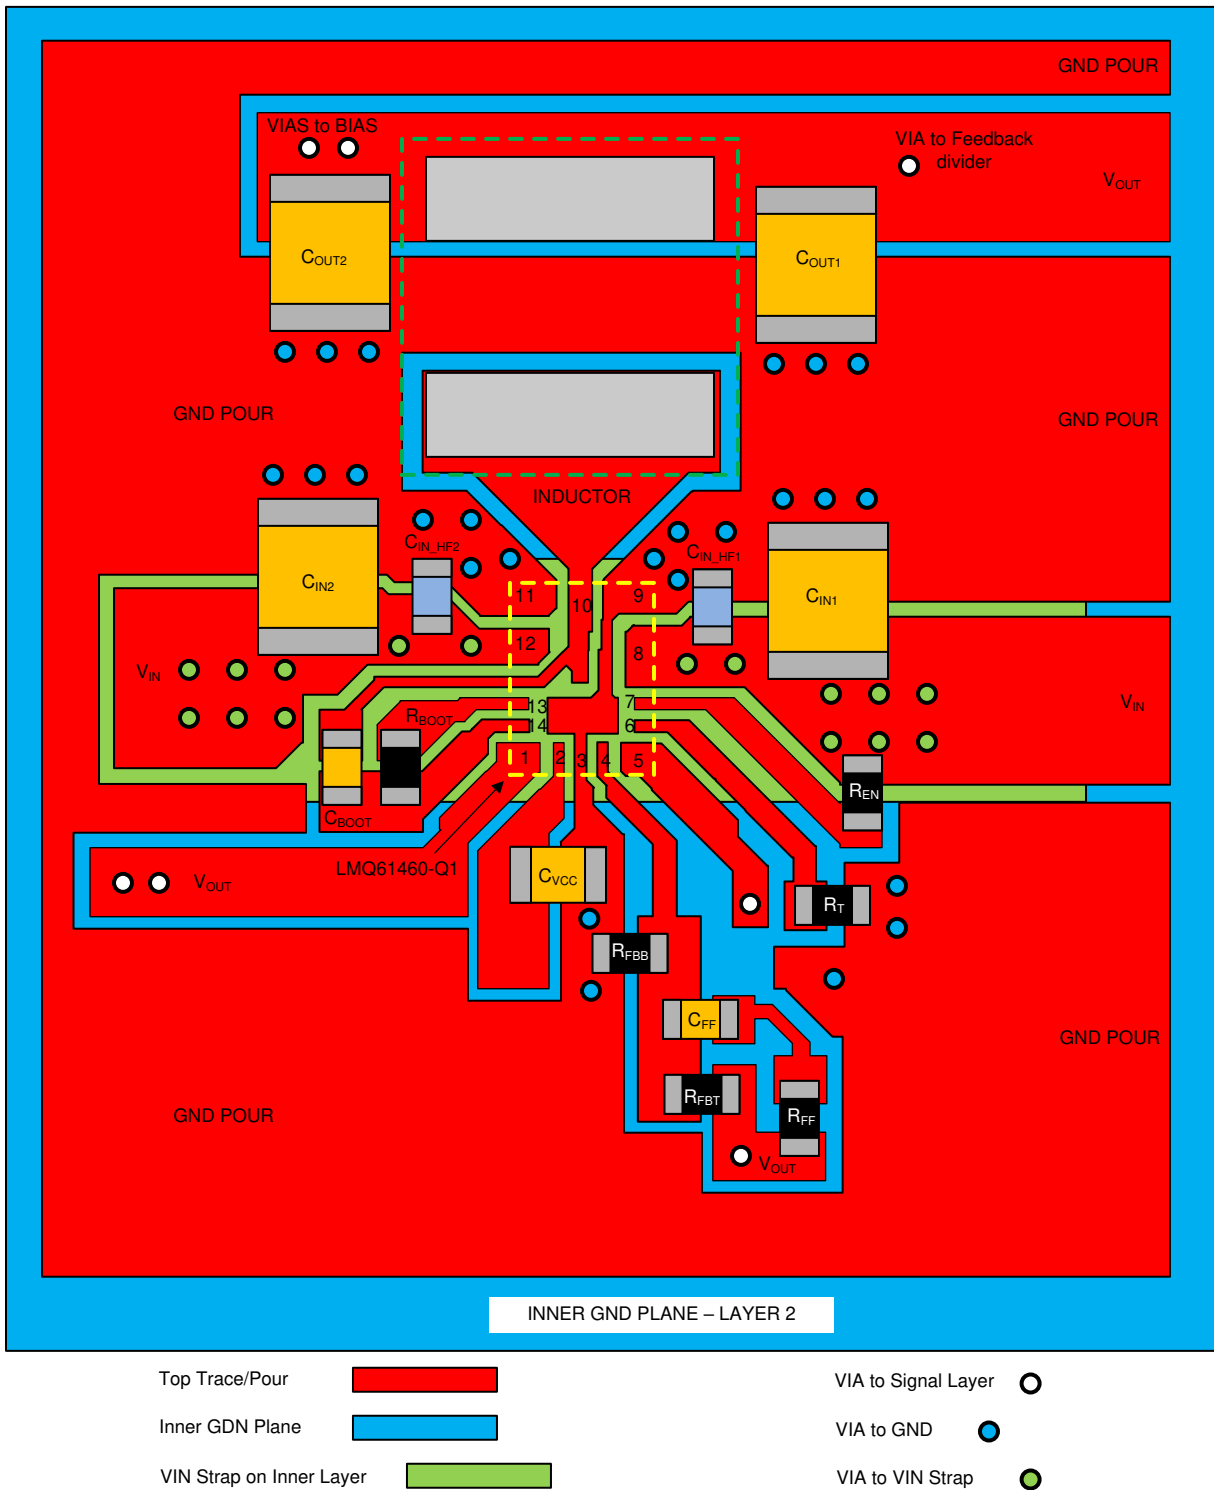 GND POUR
VIAS to BIAS
VIA to Feedback
divider
VOUT
COUT2
COUT1
GND POUR
GND POUR
INDUCTOR
CIN_HF2
CIN_HF1
CIN2
CIN1
11
10
9
12
8
VIN
VIN
13
7
RBOOT
14
6
1
2
3
4
5
REN
CBOOT
LMQ61460-Q1
VOUT
CVCC
RT
RFBB
CFF
GND POUR
RFBT
RFF
GND POUR
VOUT
INNER GND PLANE – LAYER 2
Top Trace/Pour
VIA to Signal Layer
Inner GDN Plane
VIA to GND
VIN Strap on Inner Layer
VIA to VIN Strap